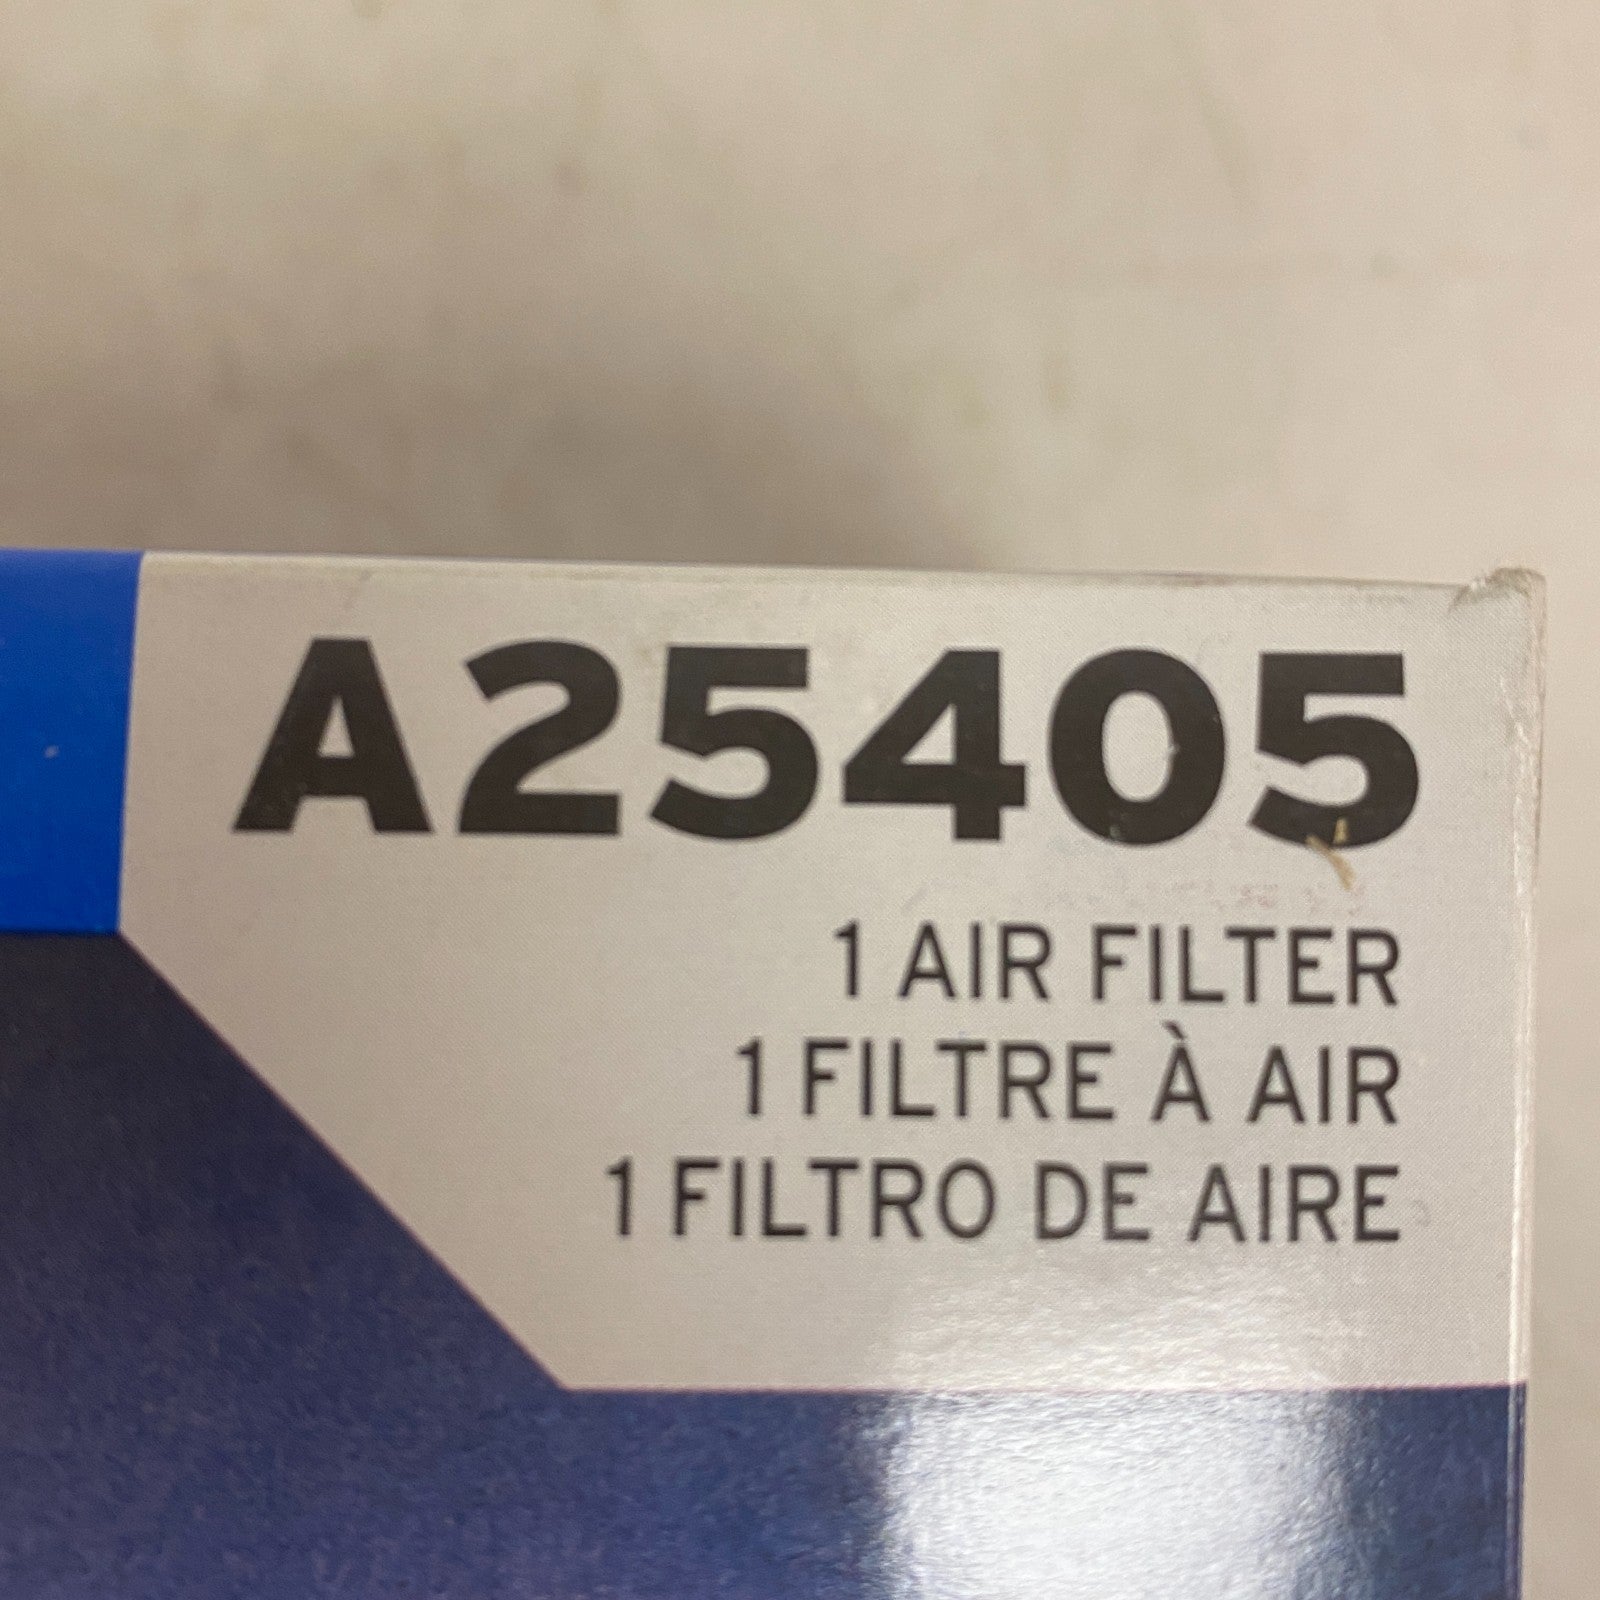 A25405
1 AIR FILTER
1 FILTRE À AIR
1 FILTRO DE AIRE